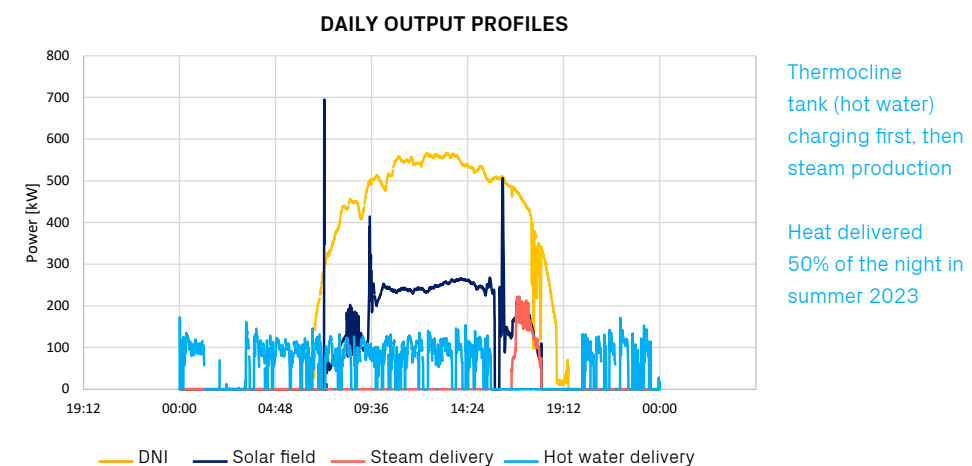 DAILY OUTPUT PROFILES
800
700
600
500
400
300
200
100
0
Power [kW]
19:12
00:00
04:48
09:36
14:24
19:12
00:00
DNI
Solar field
Steam delivery
Hot water delivery
Thermocline
tank (hot water)
charging first, then
steam production
Heat delivered
50% of the night in
summer 2023